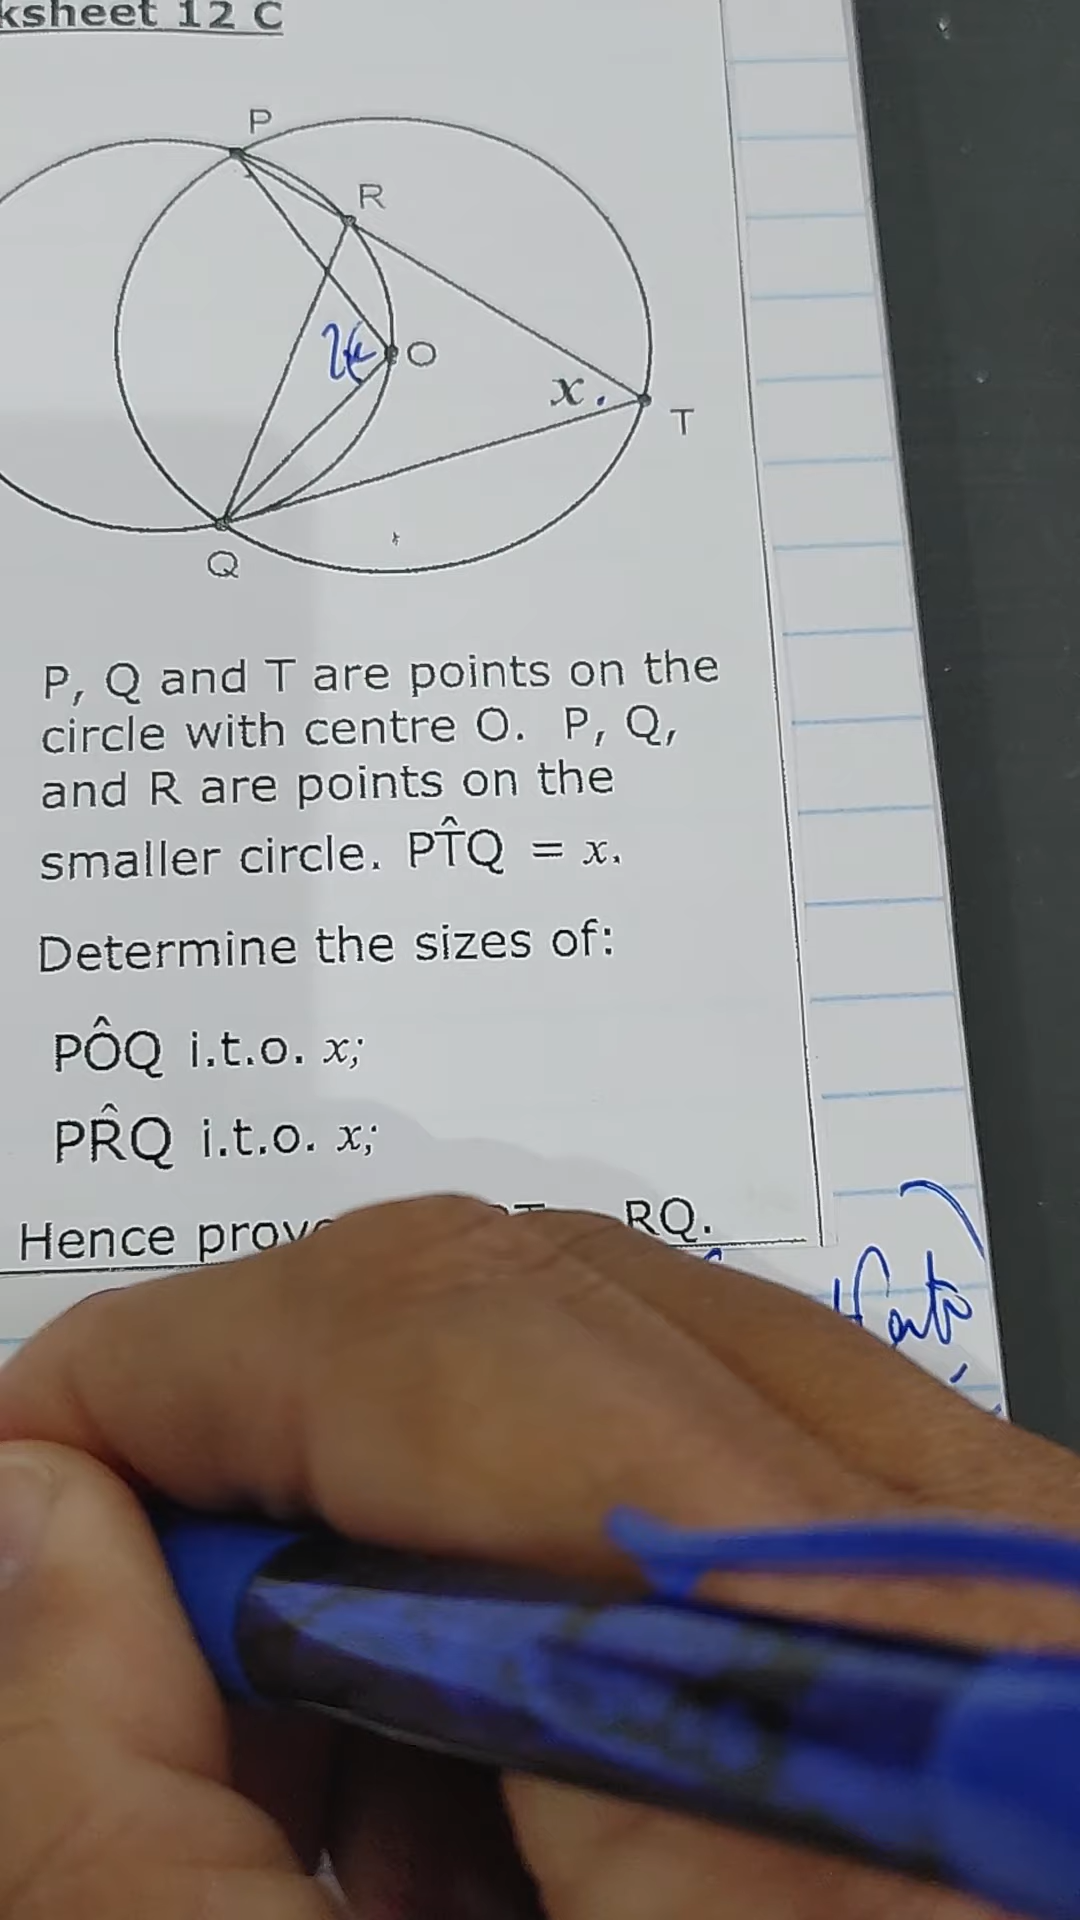 ksheet 12 C
P
R
2x
O
x.
T
Q
P, Q and T are points on the
circle with centre O. P, Q,
and R are points on the
smaller circle. PT̂Q = x.
Determine the sizes of:
PÔQ i.t.o. x;
PR̂Q i.t.o. x;
Hence prov RQ.